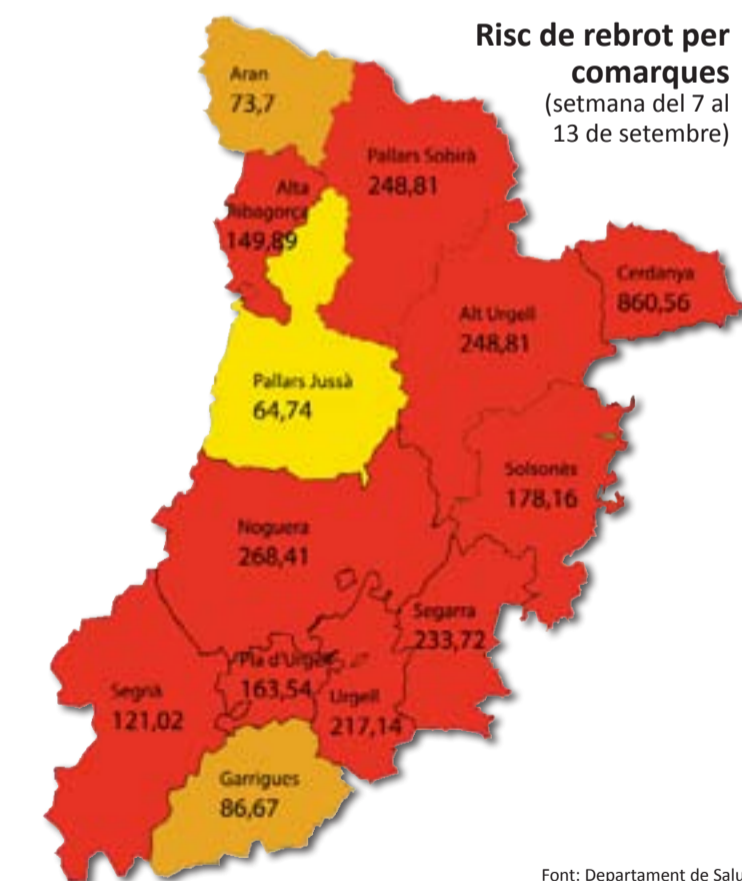 Risc de rebrot per
comarques
(setmana del 7 al
13 de setembre)
Aran
73,7
Pallars Sobirà
248,81
Alta
Ribagorça
149,89
Cerdanya
860,56
Alt Urgell
248,81
Pallars Jussà
64,74
Solsonès
178,16
Noguera
268,41
Segarra
233,72
Pla d'Urgell
163,54
Segrià
121,02
Urgell
217,14
Garrigues
86,67
Font: Departament de Salu